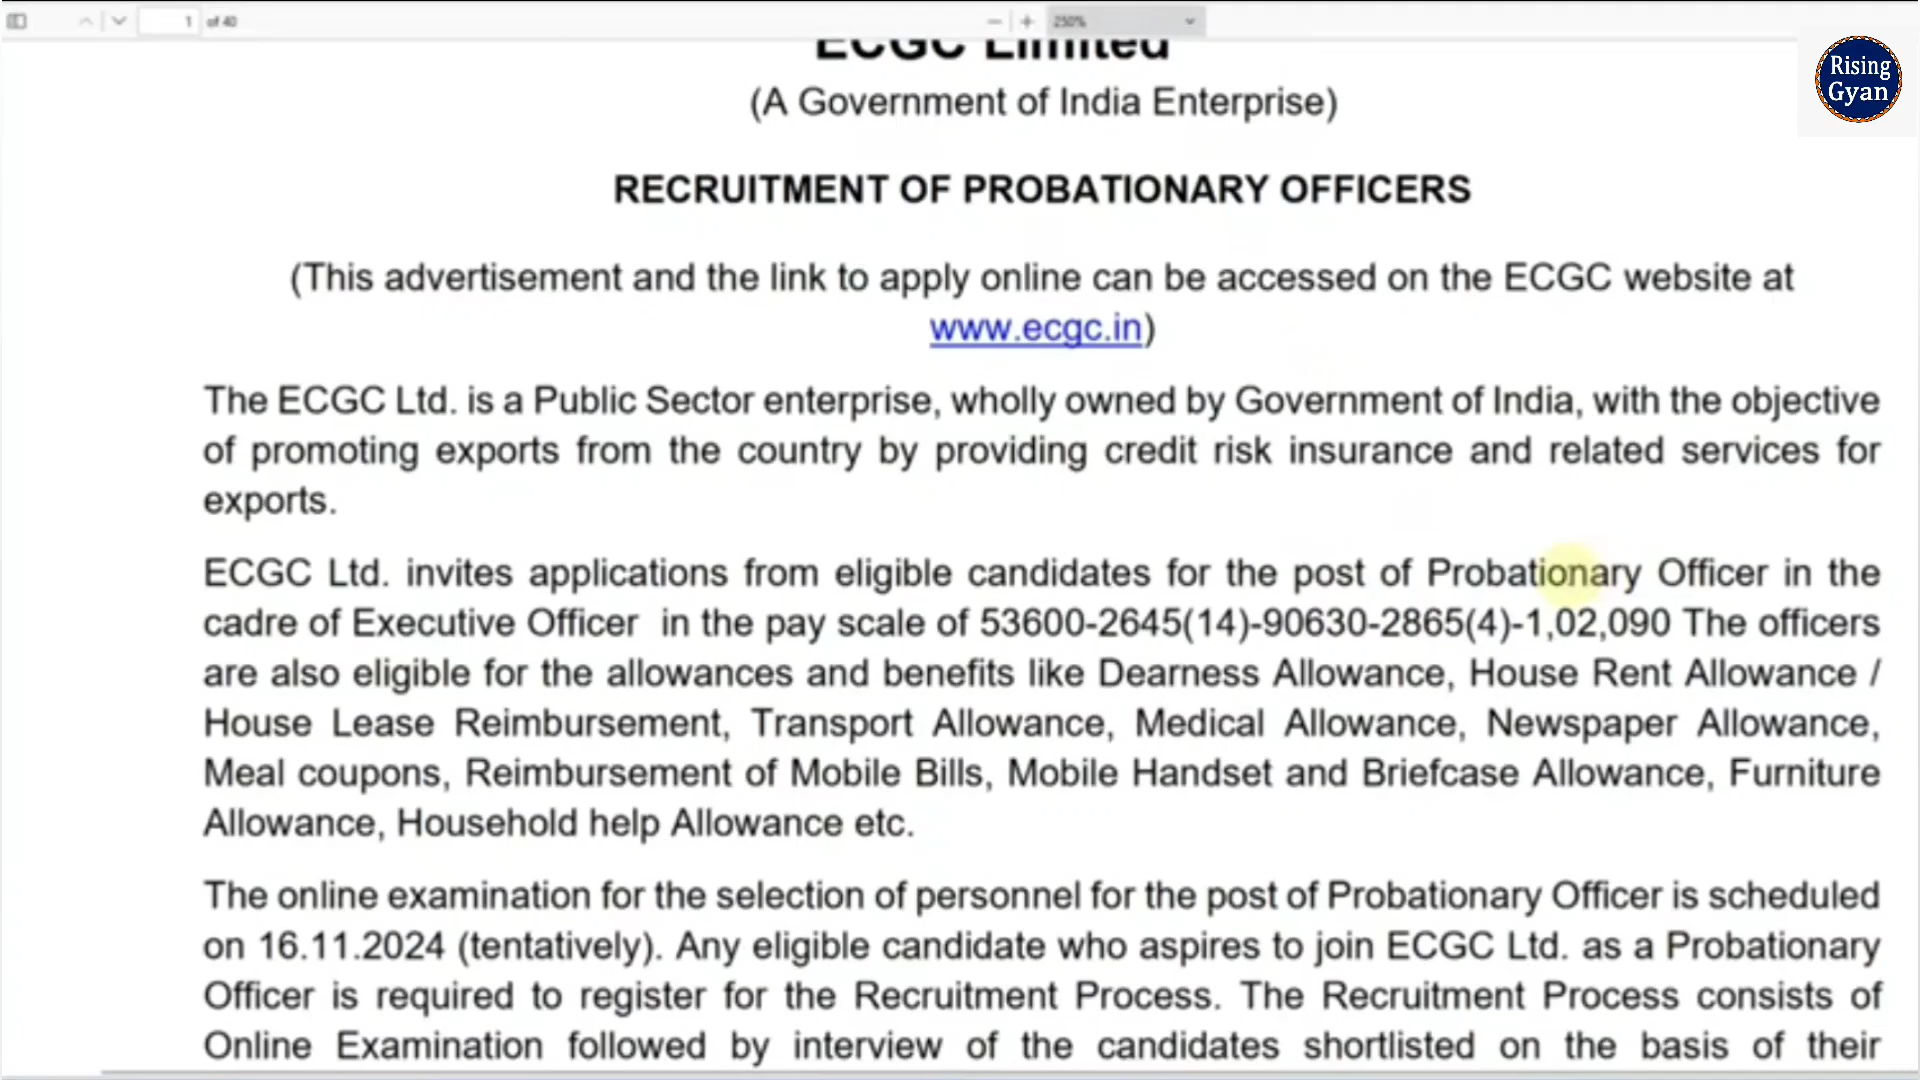 1 of 40 250%
ECGC Limited
(A Government of India Enterprise)
Rising
Gyan
RECRUITMENT OF PROBATIONARY OFFICERS
(This advertisement and the link to apply online can be accessed on the ECGC website at
www.ecgc.in)
The ECGC Ltd. is a Public Sector enterprise, wholly owned by Government of India, with the objective
of promoting exports from the country by providing credit risk insurance and related services for
exports.
ECGC Ltd. invites applications from eligible candidates for the post of Probationary Officer in the
cadre of Executive Officer in the pay scale of 53600-2645(14)-90630-2865(4)-1,02,090 The officers
are also eligible for the allowances and benefits like Dearness Allowance, House Rent Allowance /
House Lease Reimbursement, Transport Allowance, Medical Allowance, Newspaper Allowance,
Meal coupons, Reimbursement of Mobile Bills, Mobile Handset and Briefcase Allowance, Furniture
Allowance, Household help Allowance etc.
The online examination for the selection of personnel for the post of Probationary Officer is scheduled
on 16.11.2024 (tentatively). Any eligible candidate who aspires to join ECGC Ltd. as a Probationary
Officer is required to register for the Recruitment Process. The Recruitment Process consists of
Online Examination followed by interview of the candidates shortlisted on the basis of their